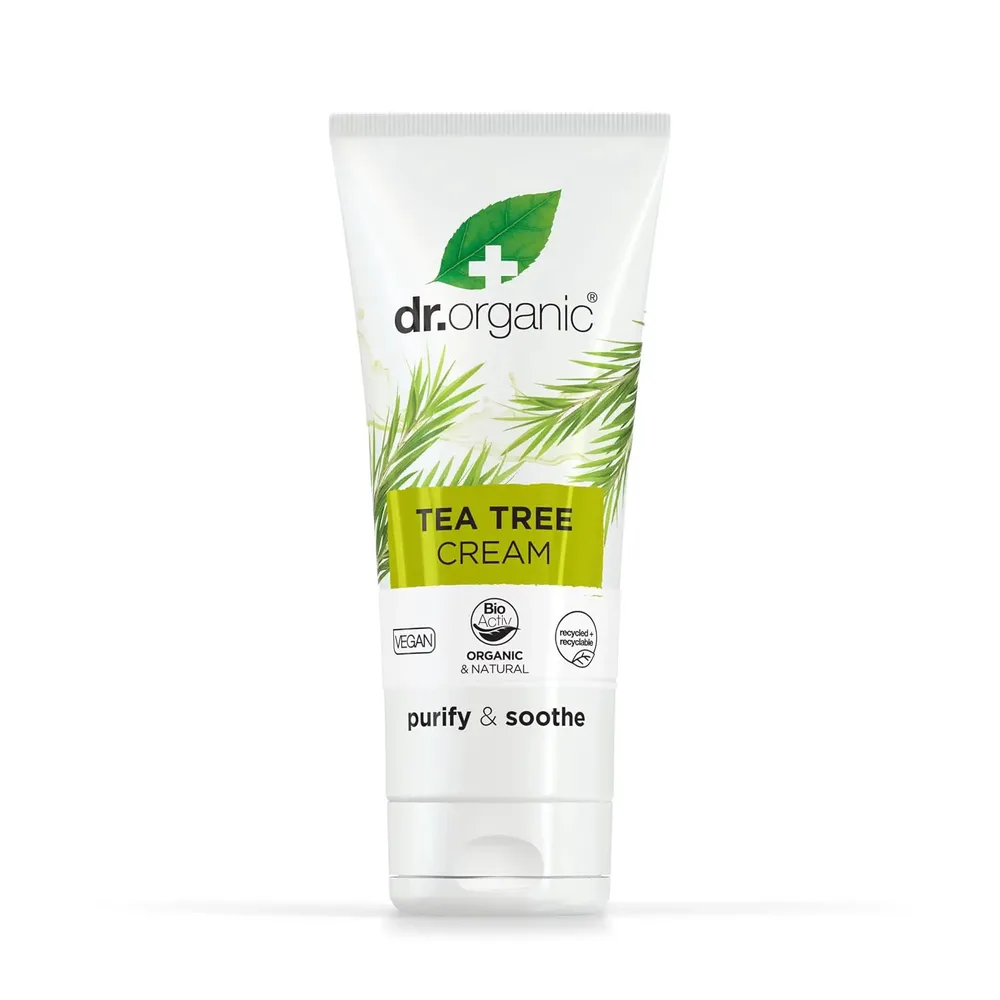 dr.organic®
TEA TREE
CREAM
VEGAN
Bio
Activ
ORGANIC
& NATURAL
recycled +
recyclable
purify & soothe